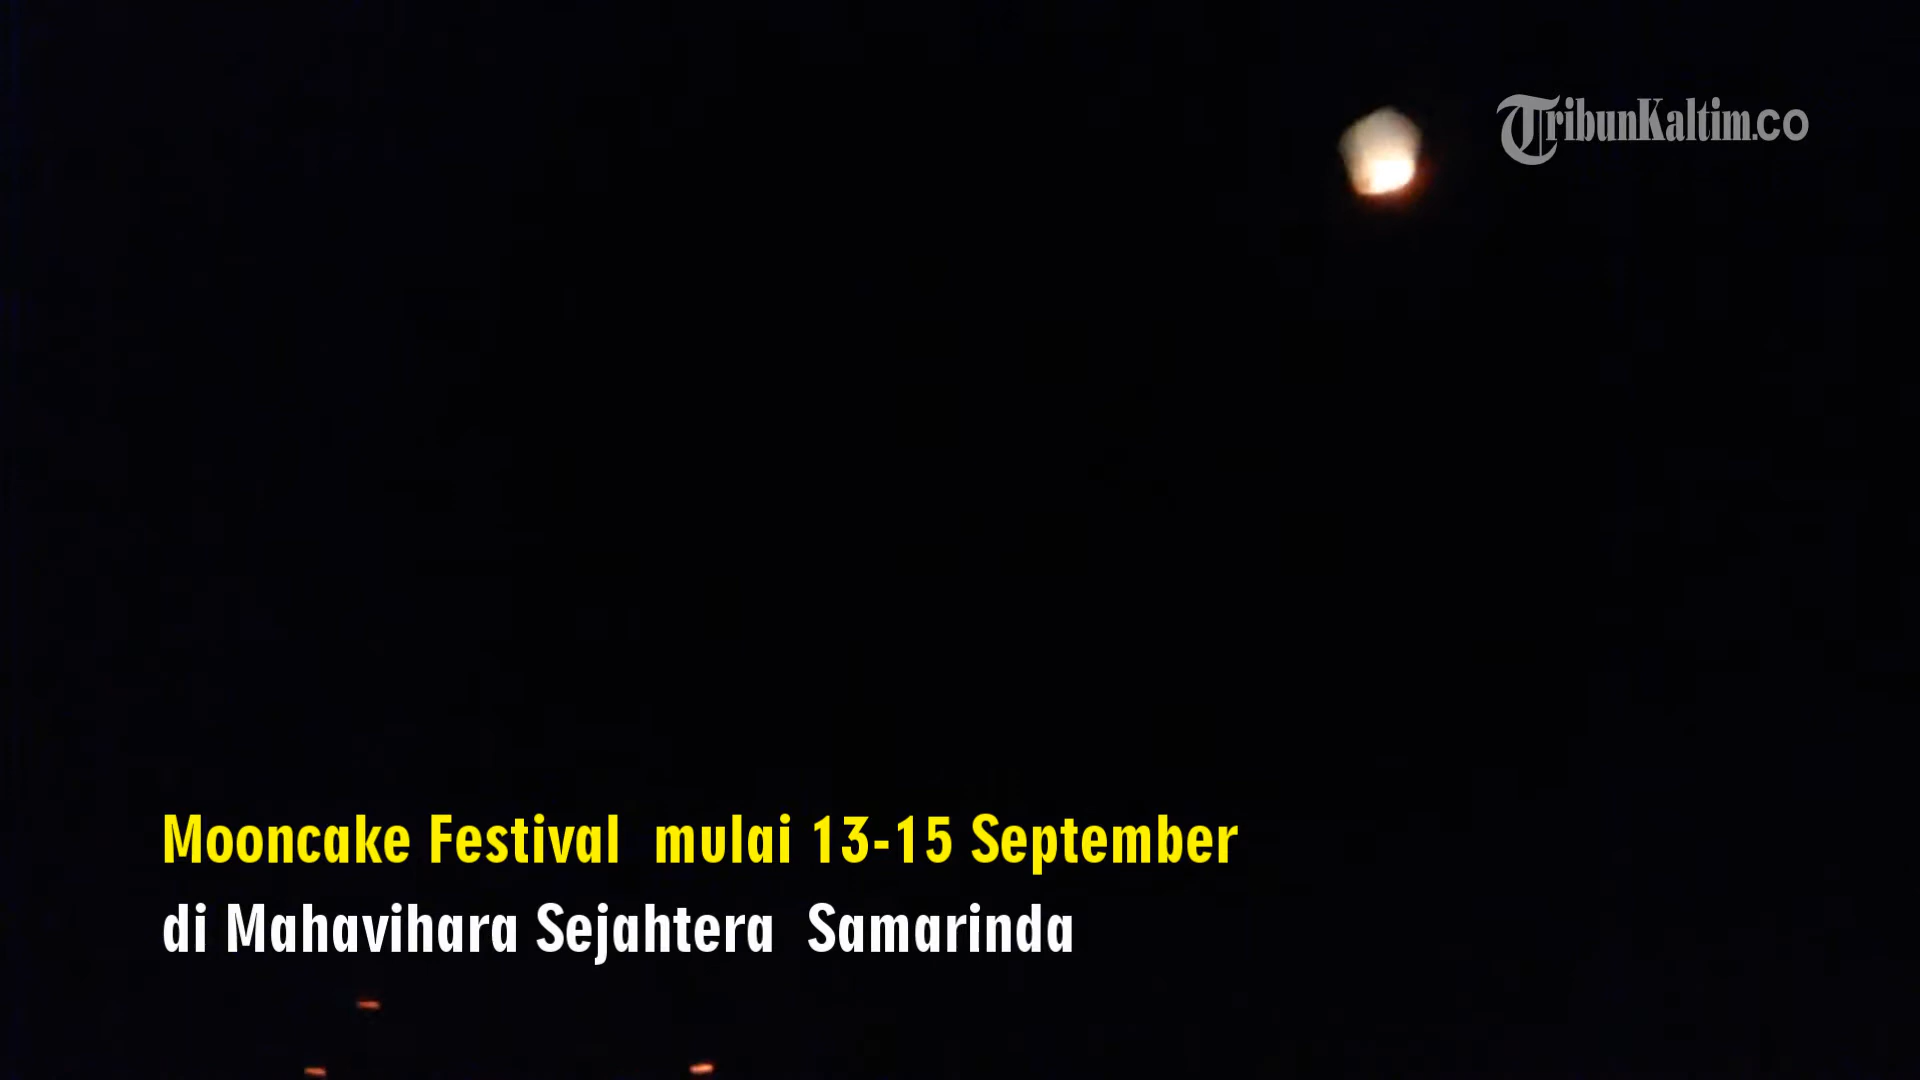 TribunKaltim.co
Mooncake Festival mulai 13-15 September
di Mahavihara Sejahtera Samarinda